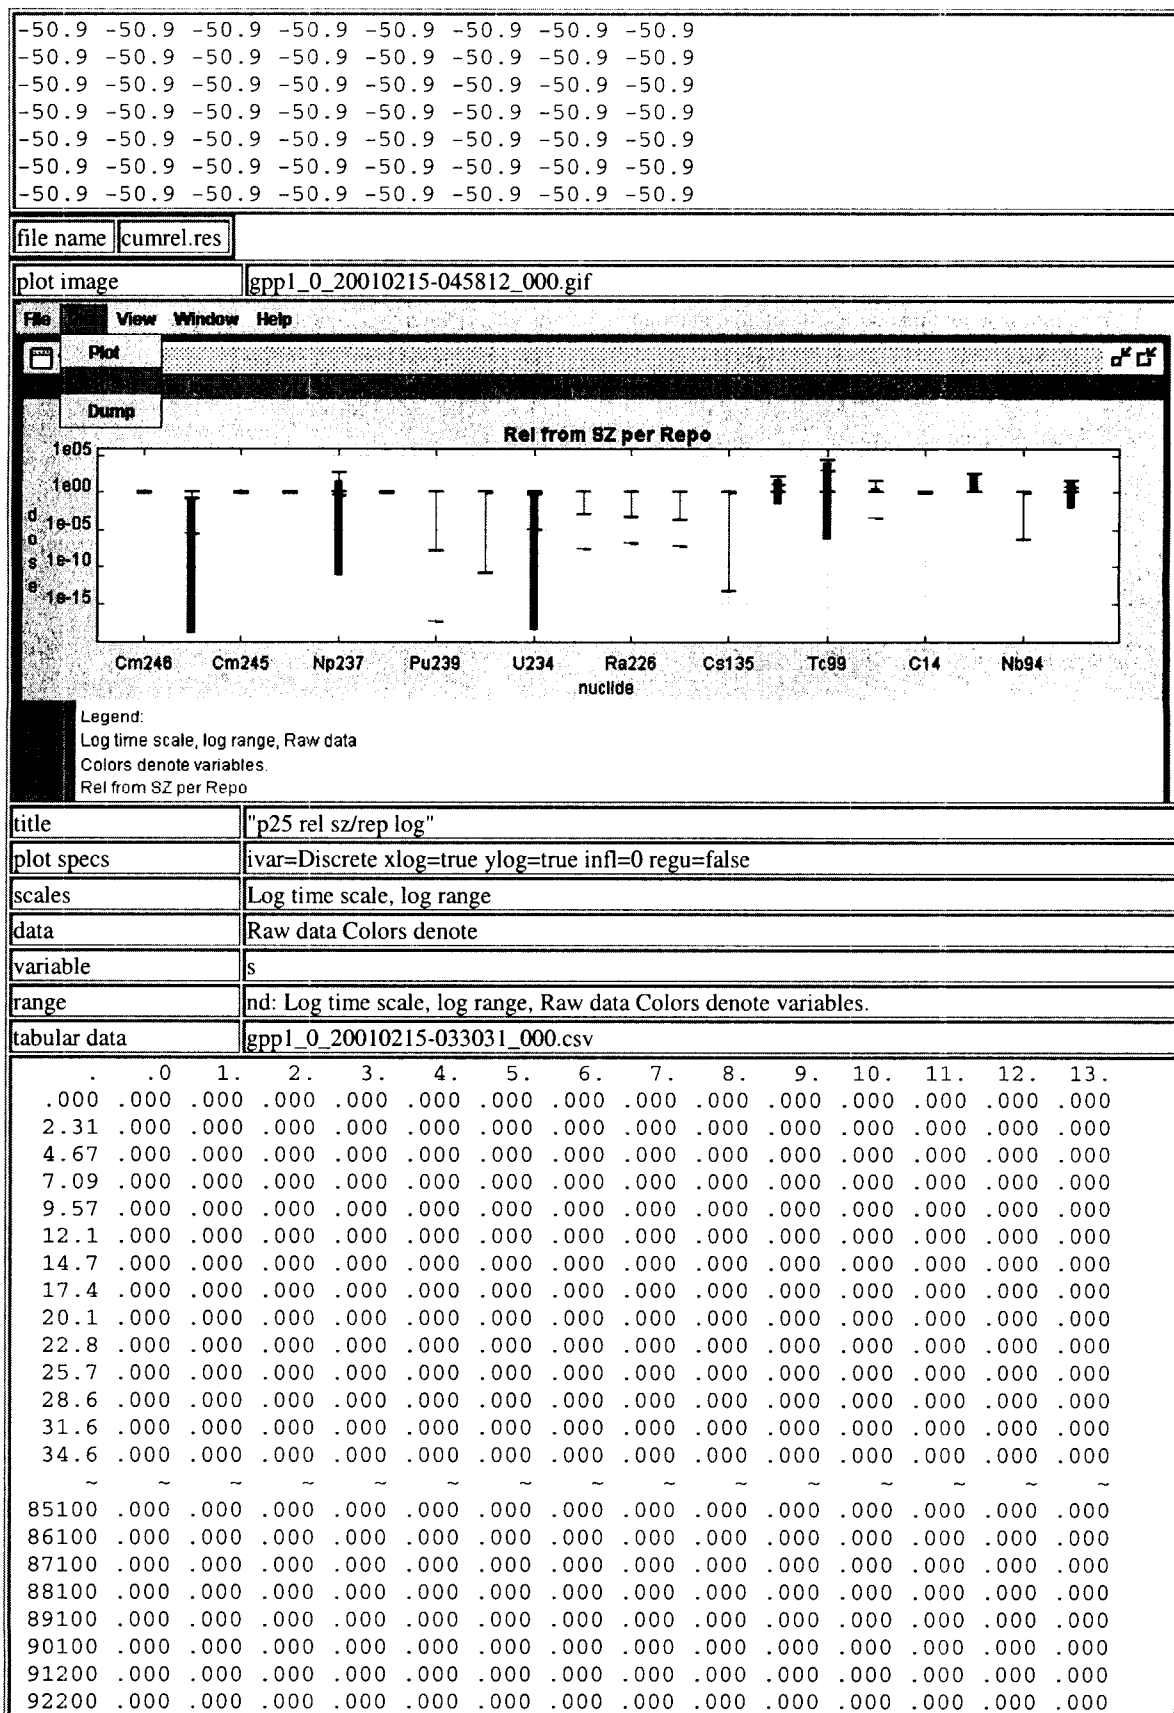 -50.9 -50.9 -50.9 -50.9 -50.9 -50.9 -50.9 -50.9
-50.9 -50.9 -50.9 -50.9 -50.9 -50.9 -50.9 -50.9
-50.9 -50.9 -50.9 -50.9 -50.9 -50.9 -50.9 -50.9
-50.9 -50.9 -50.9 -50.9 -50.9 -50.9 -50.9 -50.9
-50.9 -50.9 -50.9 -50.9 -50.9 -50.9 -50.9 -50.9
-50.9 -50.9 -50.9 -50.9 -50.9 -50.9 -50.9 -50.9
-50.9 -50.9 -50.9 -50.9 -50.9 -50.9 -50.9 -50.9
file name cumrel.res
plot image gpp1_0_20010215-045812_000.gif
File View Window Help
Plot
Dump
Rel from SZ per Repo
1e05
1e00
1e-05
1e-10
1e-15
dose
Cm246 Cm245 Np237 Pu239 U234 Ra226 Cs135 Tc99 C14 Nb94
nuclide
Legend:
Log time scale, log range, Raw data
Colors denote variables.
Rel from SZ per Repo
title "p25 rel sz/rep log"
plot specs ivar=Discrete xlog=true ylog=true infl=0 regu=false
scales Log time scale, log range
data Raw data Colors denote
variable s
range nd: Log time scale, log range, Raw data Colors denote variables.
tabular data gpp1_0_20010215-033031_000.csv
. .0 1. 2. 3. 4. 5. 6. 7. 8. 9. 10. 11. 12. 13.
.000 .000 .000 .000 .000 .000 .000 .000 .000 .000 .000 .000 .000 .000 .000
2.31 .000 .000 .000 .000 .000 .000 .000 .000 .000 .000 .000 .000 .000 .000
4.67 .000 .000 .000 .000 .000 .000 .000 .000 .000 .000 .000 .000 .000 .000
7.09 .000 .000 .000 .000 .000 .000 .000 .000 .000 .000 .000 .000 .000 .000
9.57 .000 .000 .000 .000 .000 .000 .000 .000 .000 .000 .000 .000 .000 .000
12.1 .000 .000 .000 .000 .000 .000 .000 .000 .000 .000 .000 .000 .000 .000
14.7 .000 .000 .000 .000 .000 .000 .000 .000 .000 .000 .000 .000 .000 .000
17.4 .000 .000 .000 .000 .000 .000 .000 .000 .000 .000 .000 .000 .000 .000
20.1 .000 .000 .000 .000 .000 .000 .000 .000 .000 .000 .000 .000 .000 .000
22.8 .000 .000 .000 .000 .000 .000 .000 .000 .000 .000 .000 .000 .000 .000
25.7 .000 .000 .000 .000 .000 .000 .000 .000 .000 .000 .000 .000 .000 .000
28.6 .000 .000 .000 .000 .000 .000 .000 .000 .000 .000 .000 .000 .000 .000
31.6 .000 .000 .000 .000 .000 .000 .000 .000 .000 .000 .000 .000 .000 .000
34.6 .000 .000 .000 .000 .000 .000 .000 .000 .000 .000 .000 .000 .000 .000
~ ~ ~ ~ ~ ~ ~ ~ ~ ~ ~ ~ ~ ~ ~
85100 .000 .000 .000 .000 .000 .000 .000 .000 .000 .000 .000 .000 .000 .000
86100 .000 .000 .000 .000 .000 .000 .000 .000 .000 .000 .000 .000 .000 .000
87100 .000 .000 .000 .000 .000 .000 .000 .000 .000 .000 .000 .000 .000 .000
88100 .000 .000 .000 .000 .000 .000 .000 .000 .000 .000 .000 .000 .000 .000
89100 .000 .000 .000 .000 .000 .000 .000 .000 .000 .000 .000 .000 .000 .000
90100 .000 .000 .000 .000 .000 .000 .000 .000 .000 .000 .000 .000 .000 .000
91200 .000 .000 .000 .000 .000 .000 .000 .000 .000 .000 .000 .000 .000 .000
92200 .000 .000 .000 .000 .000 .000 .000 .000 .000 .000 .000 .000 .000 .000